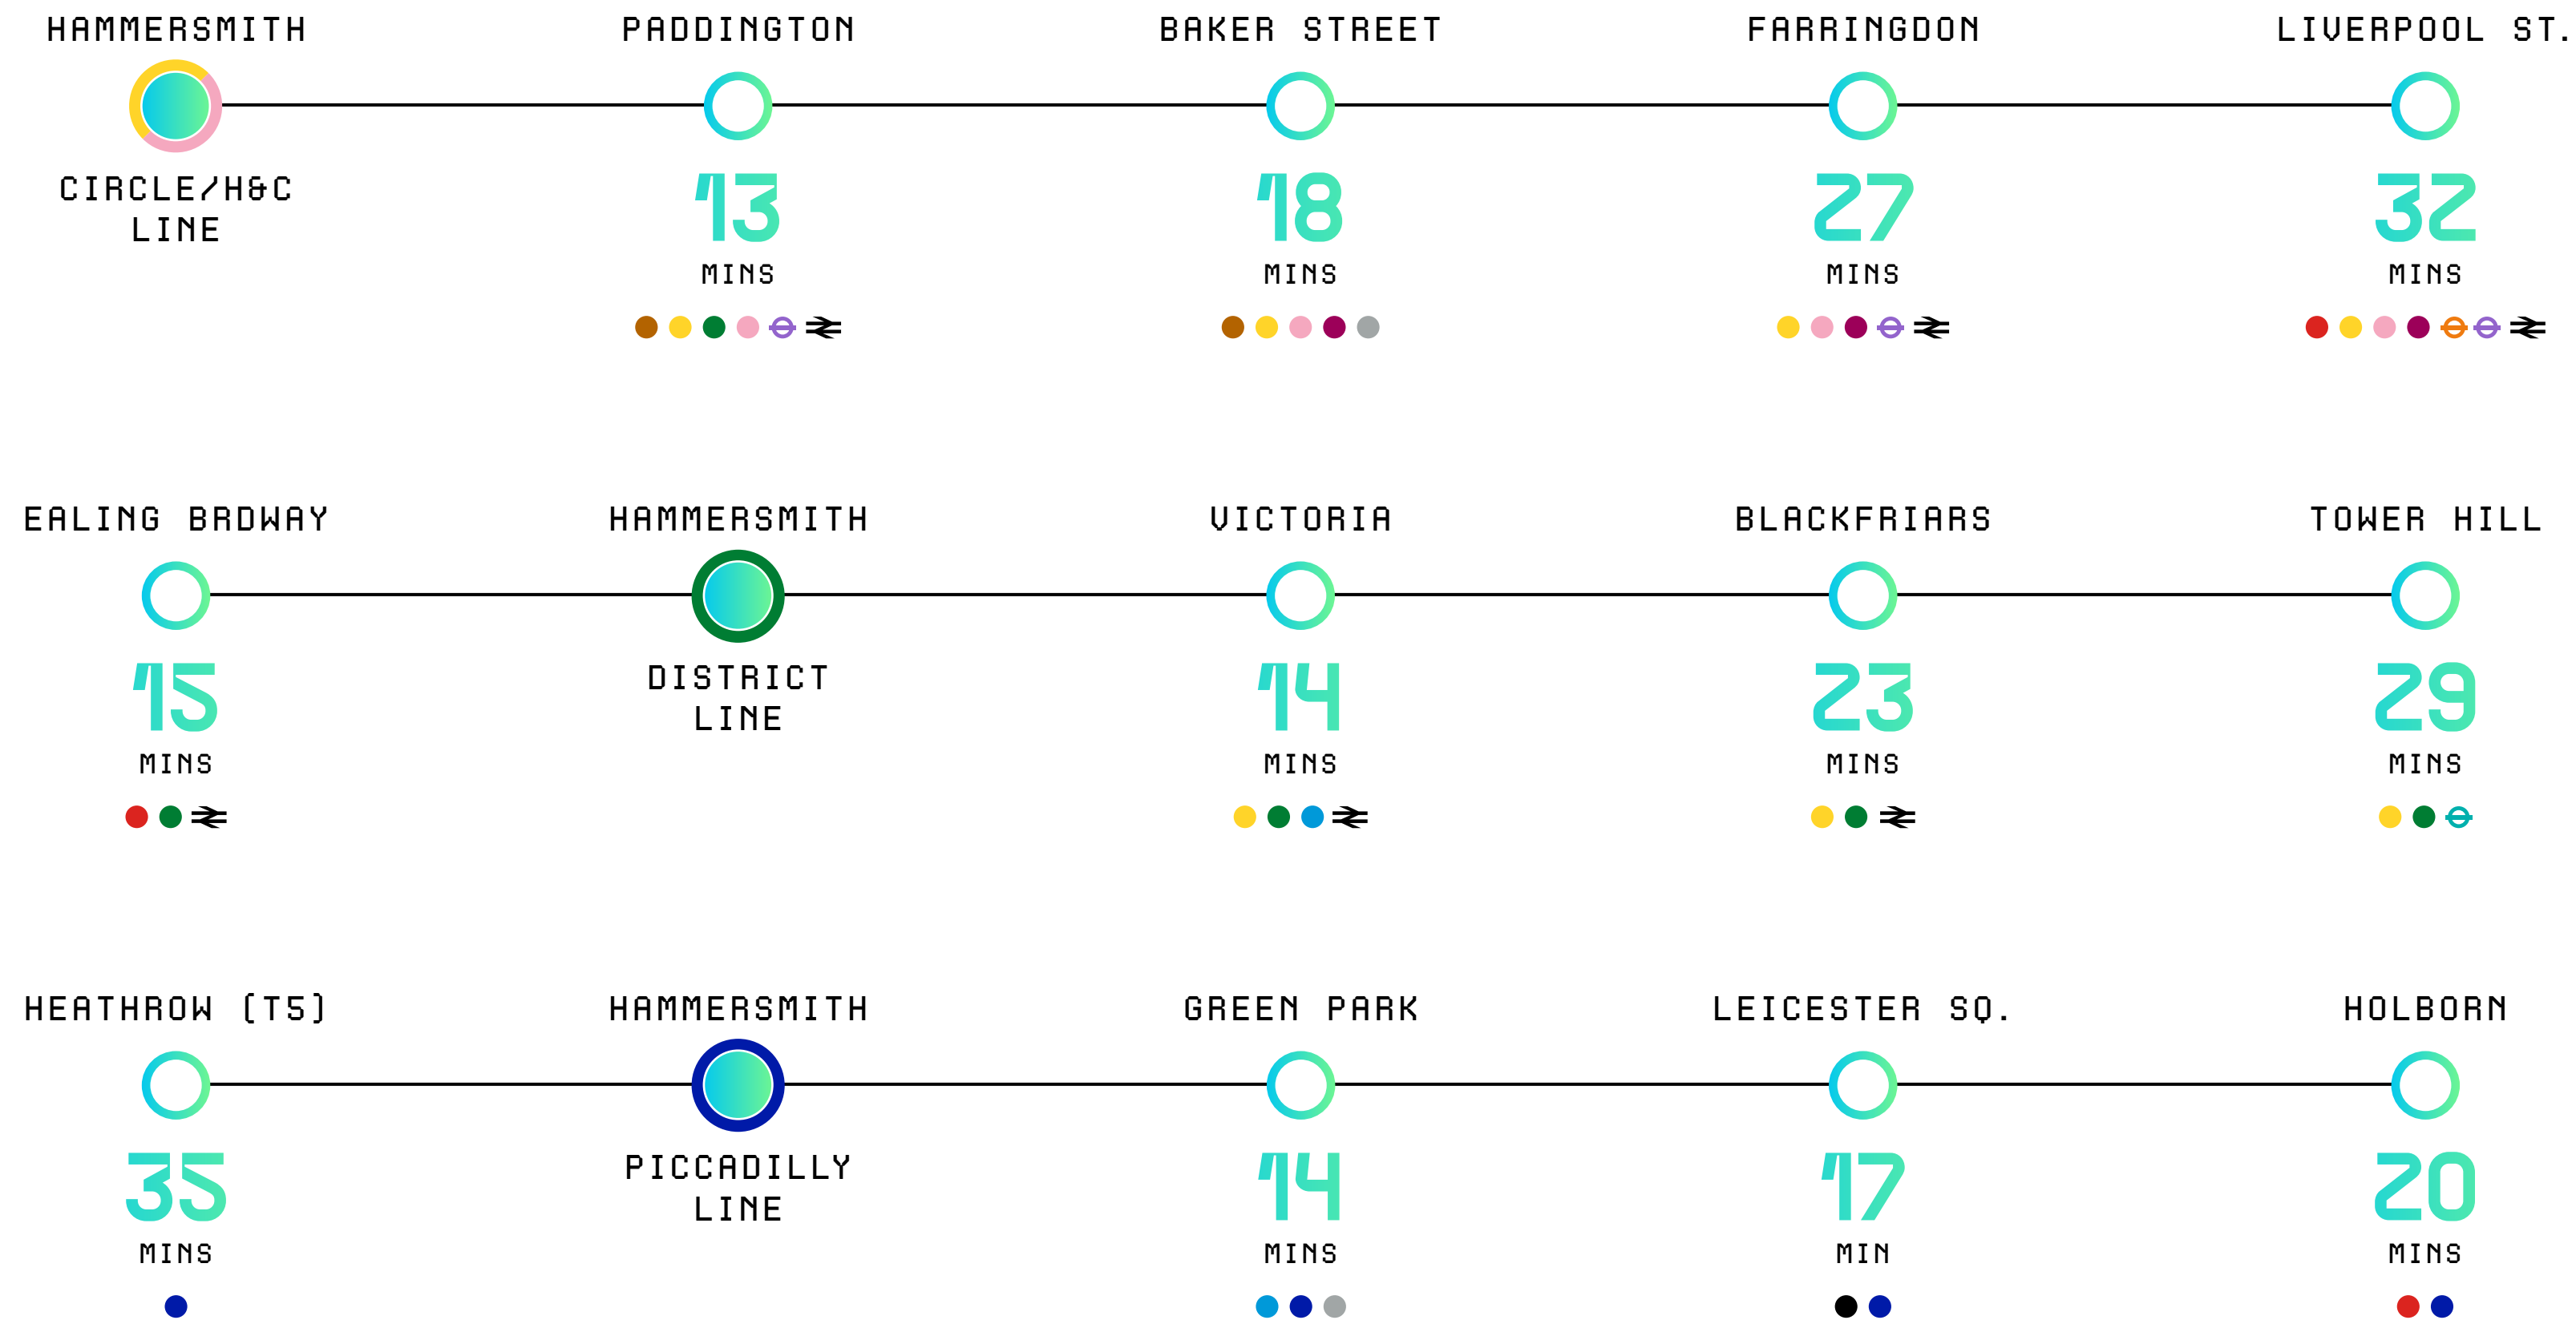 HAMMERSMITH PADDINGTON BAKER STREET FARRINGDON LIVERPOOL ST.
CIRCLE/H&C
LINE
13 18 27 32
MINS MINS MINS MINS
EALING BRDWAY HAMMERSMITH VICTORIA BLACKFRIARS TOWER HILL
DISTRICT
LINE
15 14 23 29
MINS MINS MINS MINS
HEATHROW (T5) HAMMERSMITH GREEN PARK LEICESTER SQ. HOLBORN
PICCADILLY
LINE
35 14 17 20
MINS MINS MIN MINS